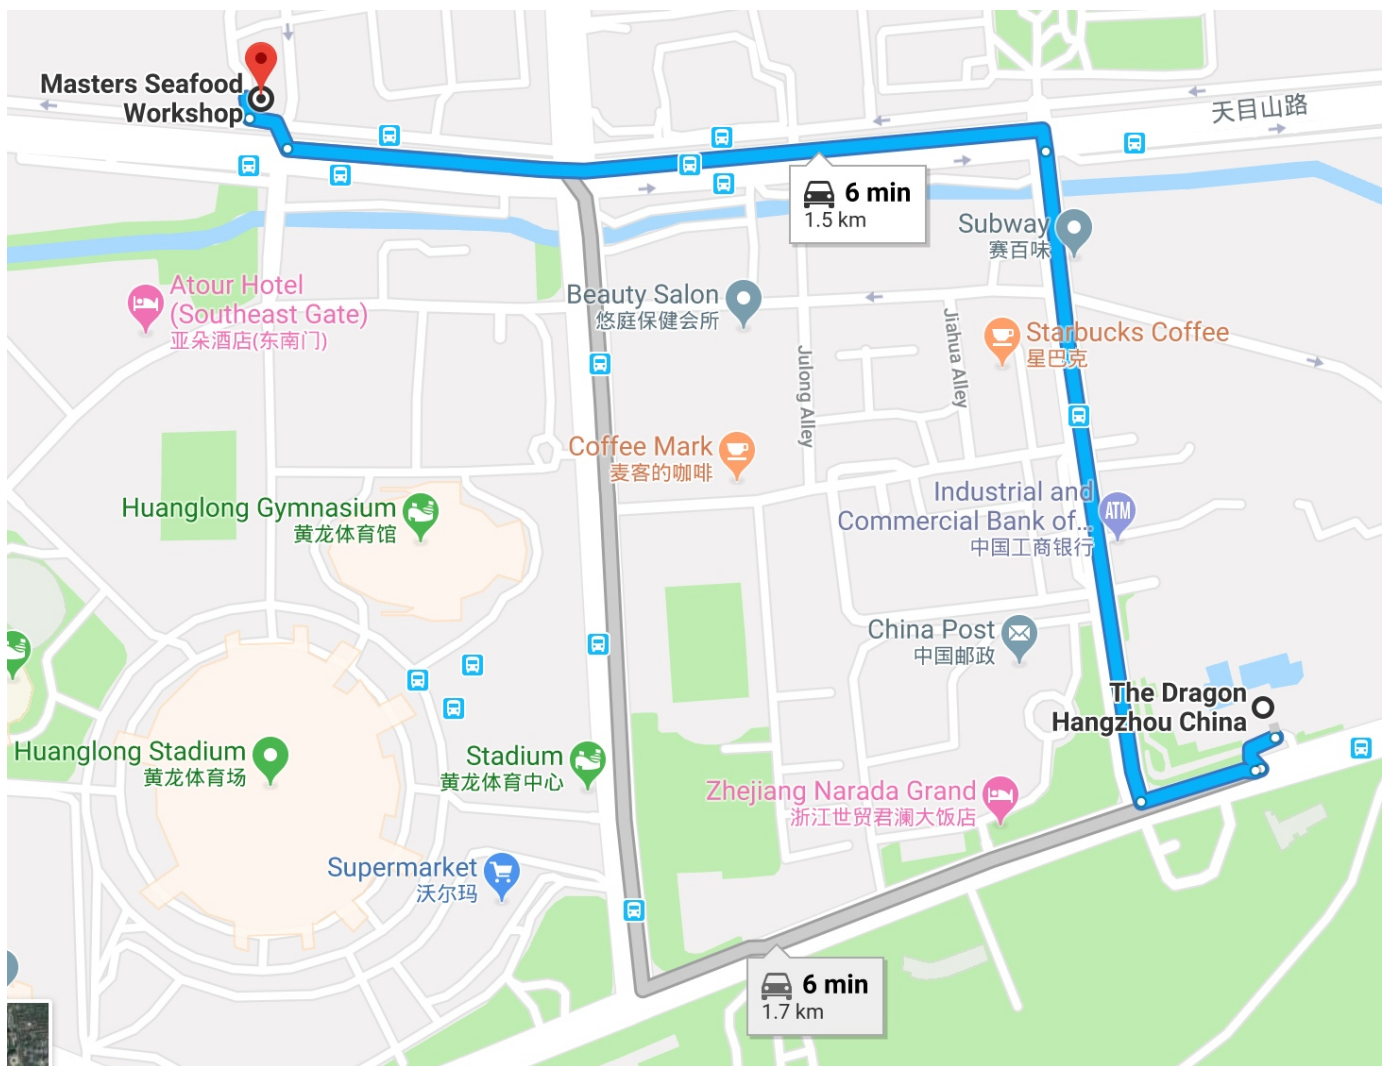 Masters Seafood
Workshop
天目山路
6 min
1.5 km
Subway
赛百味
Atour Hotel
(Southeast Gate)
亚朵酒店(东南门)
Beauty Salon
悠庭保健会所
Jiahua Alley
Starbucks Coffee
星巴克
Julong Alley
Coffee Mark
麦客的咖啡
Huanglong Gymnasium
黄龙体育馆
Industrial and
Commercial Bank of...
中国工商银行
ATM
China Post
中国邮政
The Dragon
Hangzhou China
Huanglong Stadium
黄龙体育场
Stadium
黄龙体育中心
Zhejiang Narada Grand
浙江世贸君澜大饭店
Supermarket
沃尔玛
6 min
1.7 km